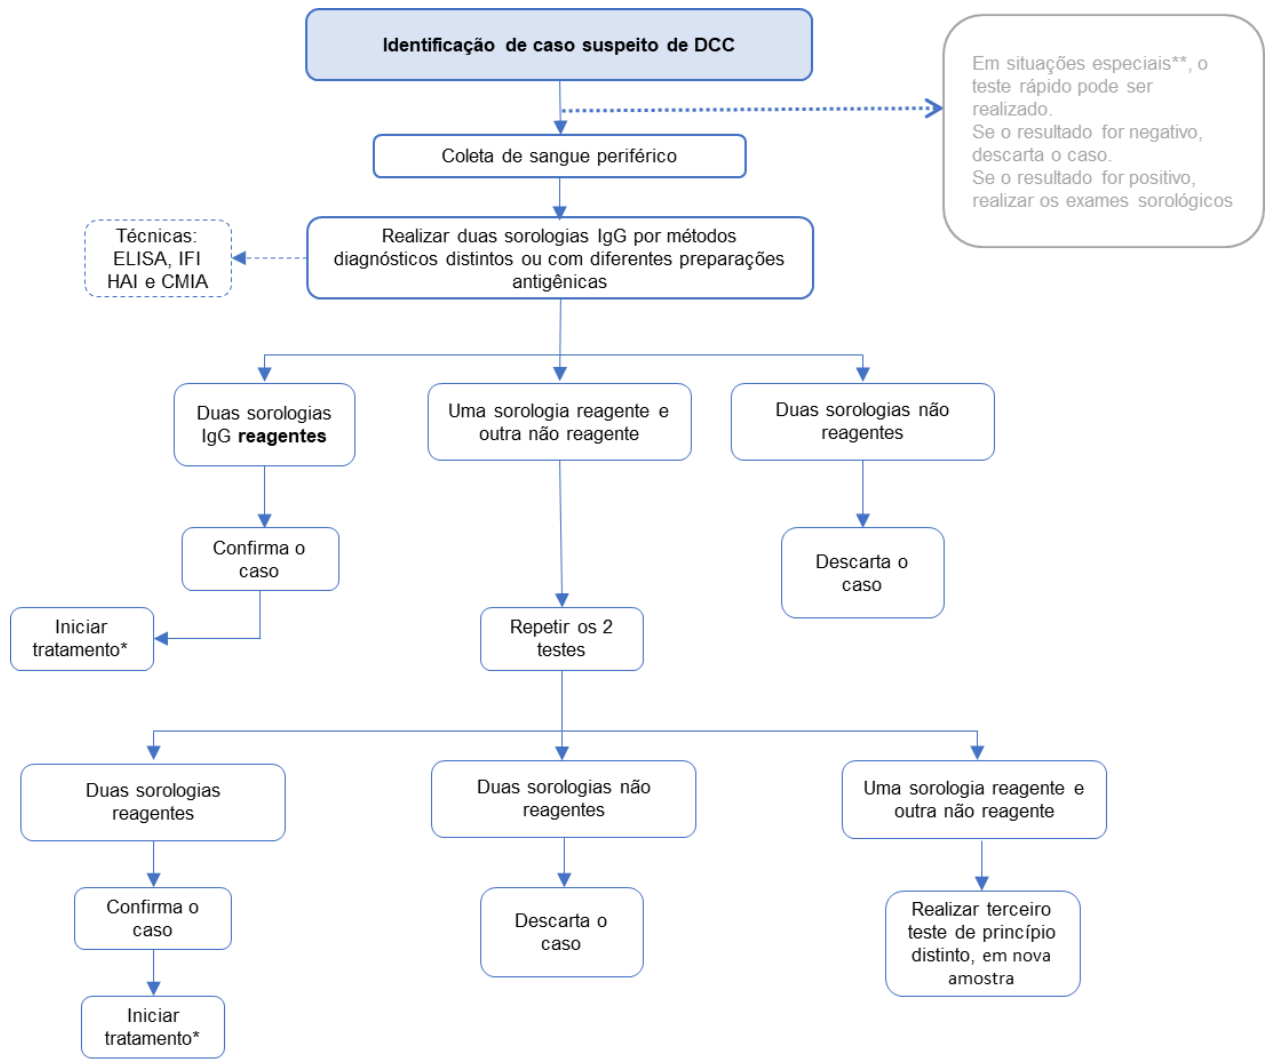 Identificação de caso suspeito de DCC
Em situações especiais**, o
teste rápido pode ser
realizado.
Se o resultado for negativo,
descarta o caso.
Se o resultado for positivo,
realizar os exames sorológicos
Coleta de sangue periférico
Técnicas:
ELISA, IFI
HAI e CMIA
Realizar duas sorologias IgG por métodos
diagnósticos distintos ou com diferentes preparações
antigênicas
Duas sorologias
IgG reagentes
Uma sorologia reagente e
outra não reagente
Duas sorologias não
reagentes
Confirma o
caso
Descarta o
caso
Iniciar
tratamento*
Repetir os 2
testes
Duas sorologias
reagentes
Duas sorologias não
reagentes
Uma sorologia reagente e
outra não reagente
Confirma o
caso
Descarta o
caso
Realizar terceiro
teste de princípio
distinto, em nova
amostra
Iniciar
tratamento*